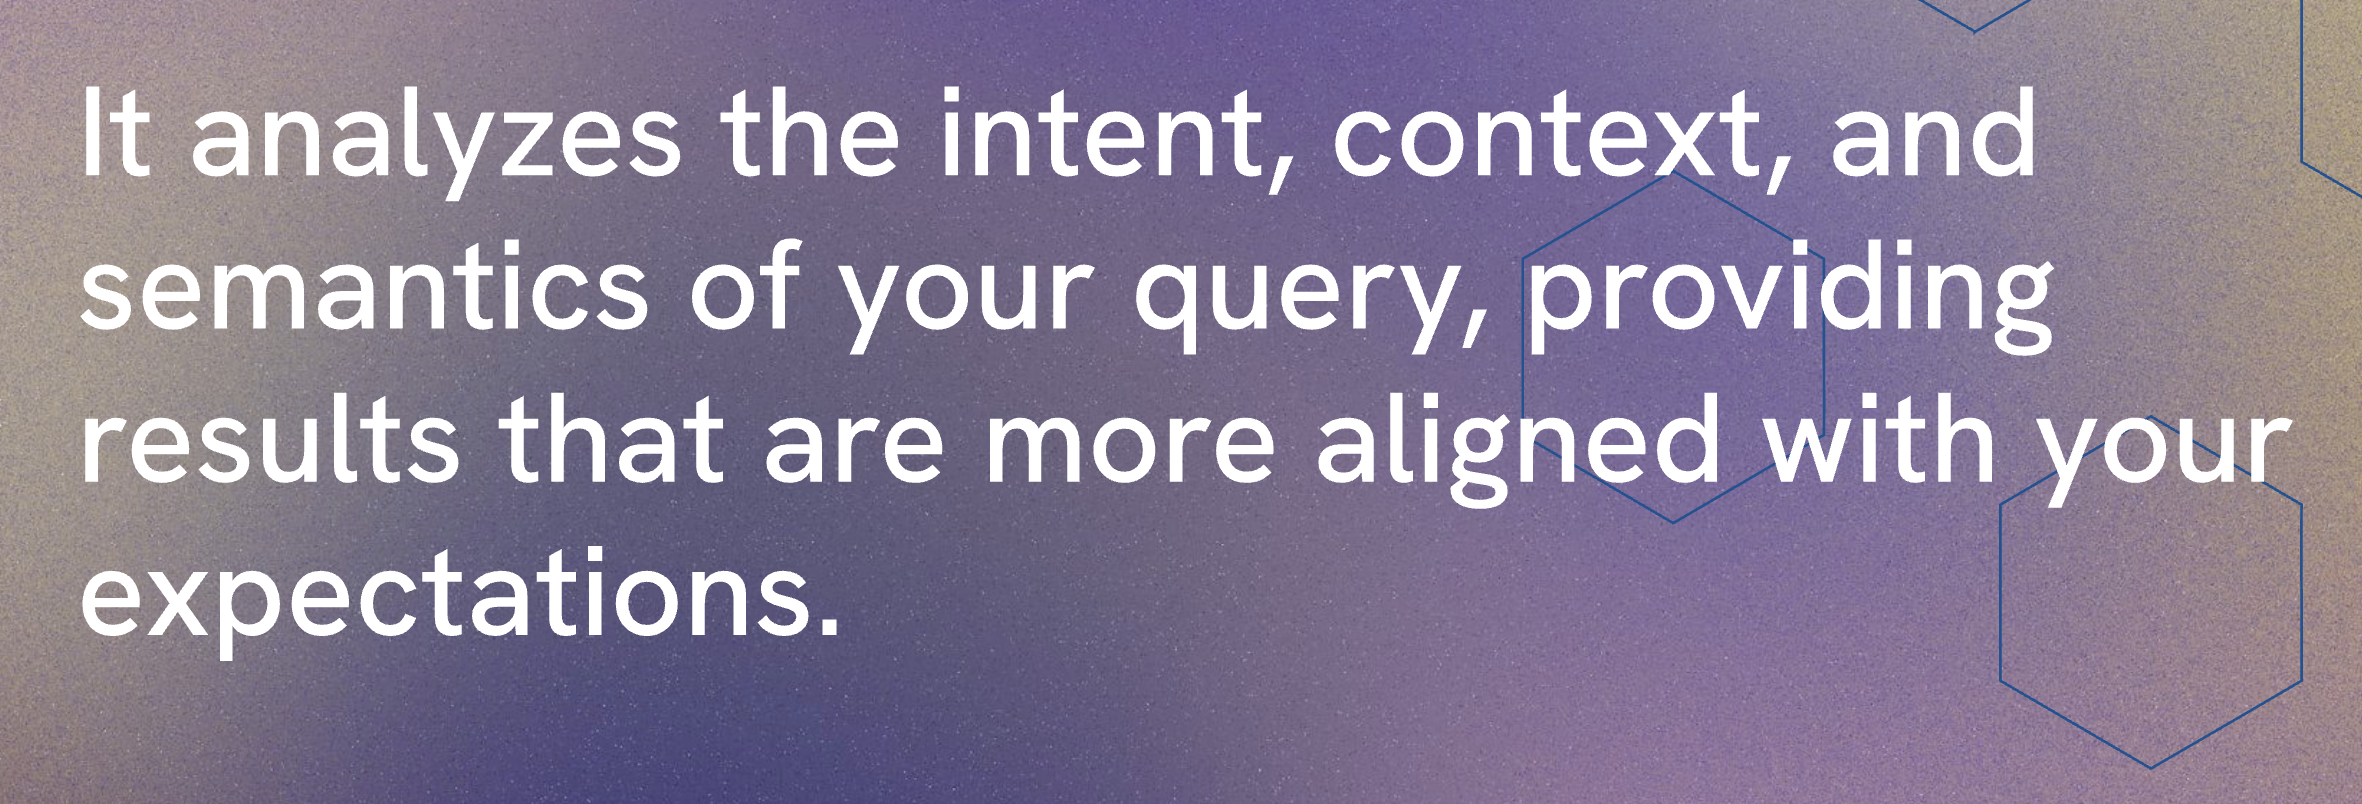 It analyzes the intent, context, and
semantics of your query, providing
results that are more aligned with your
expectations.